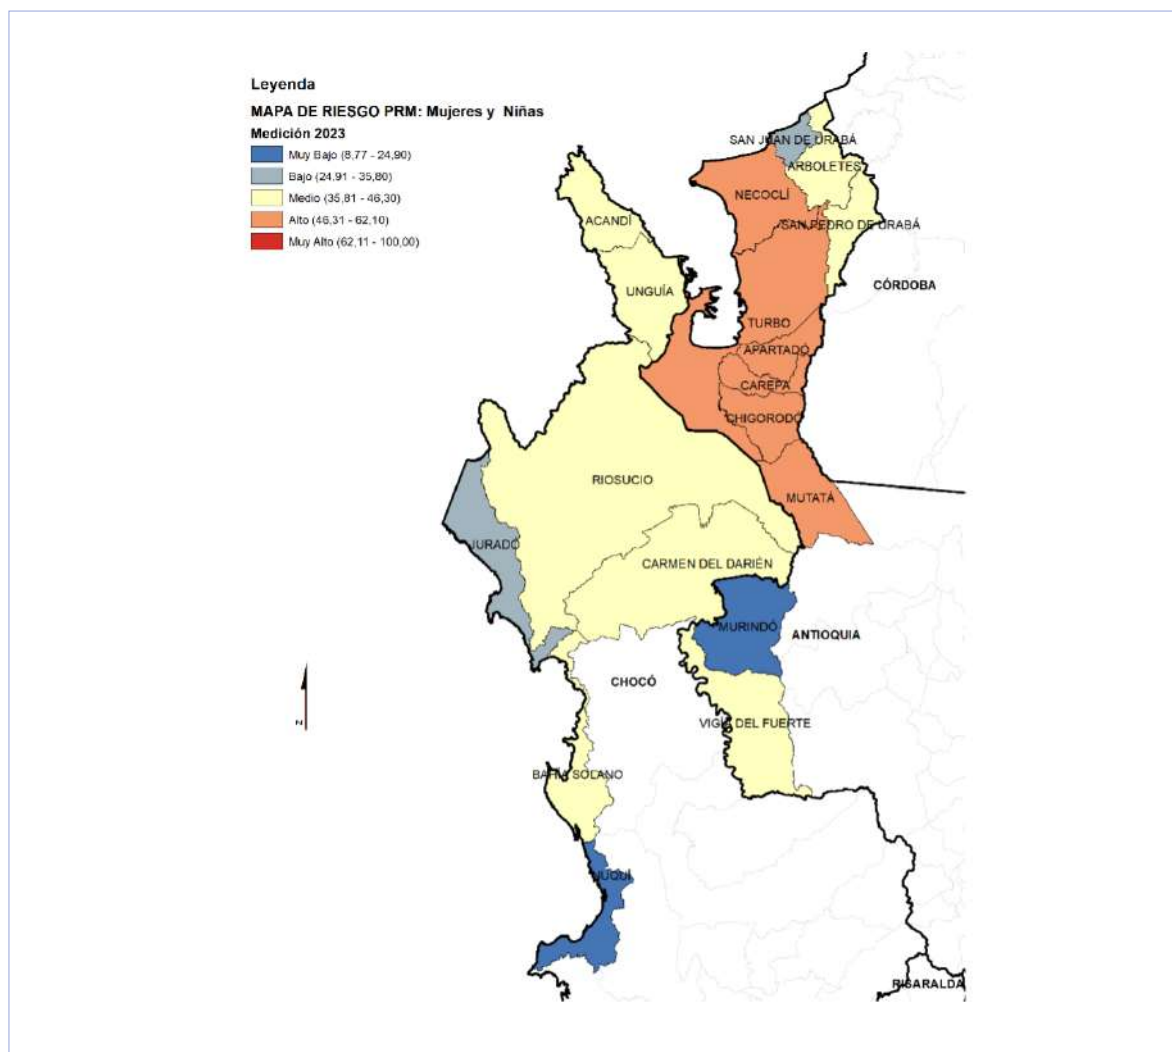 Leyenda
MAPA DE RIESGO PRM: Mujeres y Niñas
Medición 2023
Muy Bajo (8,77 - 24,90)
Bajo (24,91 - 35,80)
Medio (35,81 - 46,30)
Alto (46,31 - 62,10)
Muy Alto (62,11 - 100,00)
SAN JUAN DE URABÁ
ARBOLETES
NECOCLÍ
ACANDÍ
SAN PEDRO DE URABÁ
CÓRDOBA
UNGUÍA
TURBO
APARTADÓ
CAREPA
CHIGORODÓ
RIOSUCIO
MUTATÁ
JURADÓ
CARMEN DEL DARIÉN
MURINDÓ
ANTIOQUIA
CHOCÓ
N
VIGÍA DEL FUERTE
BAHÍA SOLANO
NUQUÍ
RISARALDA